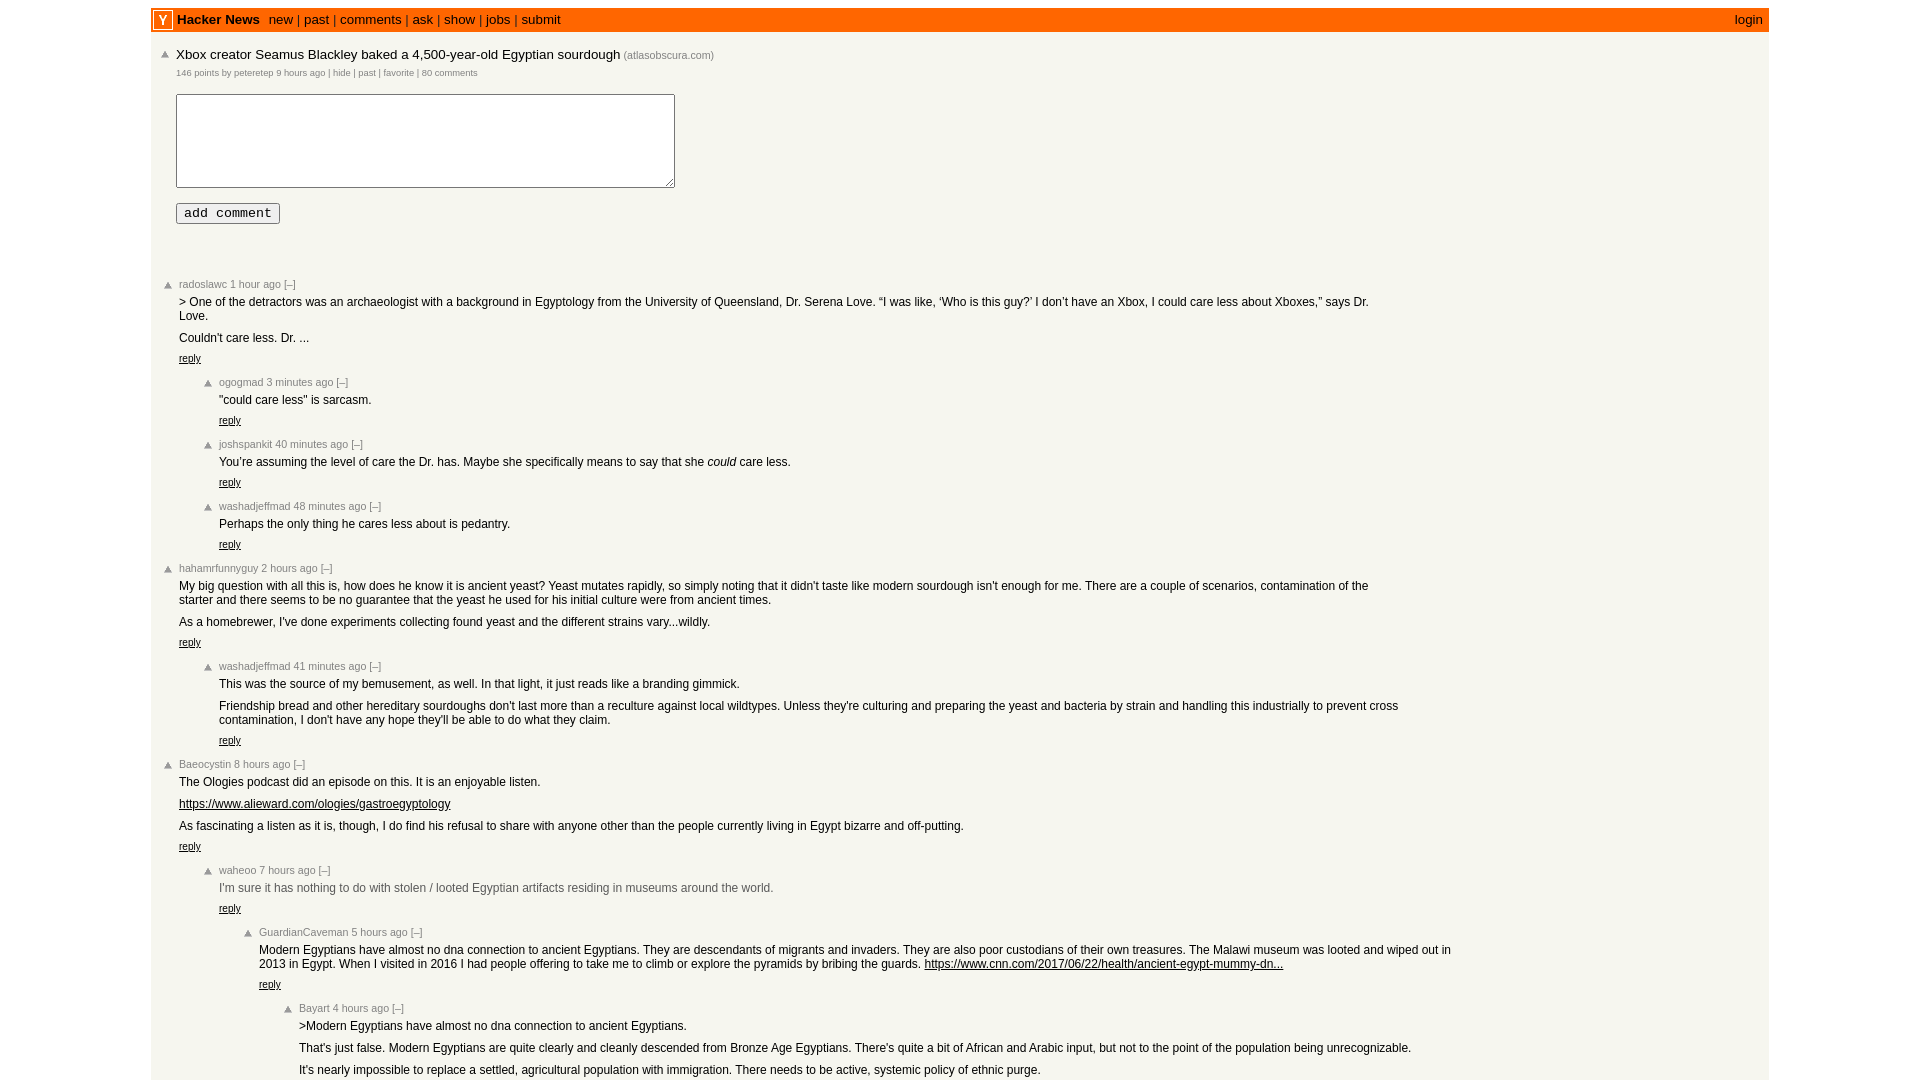 Y Hacker News new | past | comments | ask | show | jobs | submit login
Xbox creator Seamus Blackley baked a 4,500-year-old Egyptian sourdough (atlasobscura.com)
146 points by peteretep 9 hours ago | hide | past | favorite | 80 comments
add comment
radoslawc 1 hour ago [–]
> One of the detractors was an archaeologist with a background in Egyptology from the University of Queensland, Dr. Serena Love. “I was like, ‘Who is this guy?’ I don’t have an Xbox, I could care less about Xboxes,” says Dr.
Love.
Couldn't care less. Dr. ...
reply
ogogmad 3 minutes ago [–]
"could care less" is sarcasm.
reply
joshspankit 40 minutes ago [–]
You’re assuming the level of care the Dr. has. Maybe she specifically means to say that she could care less.
reply
washadjeffmad 48 minutes ago [–]
Perhaps the only thing he cares less about is pedantry.
reply
hahamrfunnyguy 2 hours ago [–]
My big question with all this is, how does he know it is ancient yeast? Yeast mutates rapidly, so simply noting that it didn't taste like modern sourdough isn't enough for me. There are a couple of scenarios, contamination of the
starter and there seems to be no guarantee that the yeast he used for his initial culture were from ancient times.
As a homebrewer, I've done experiments collecting found yeast and the different strains vary...wildly.
reply
washadjeffmad 41 minutes ago [–]
This was the source of my bemusement, as well. In that light, it just reads like a branding gimmick.
Friendship bread and other hereditary sourdoughs don't last more than a reculture against local wildtypes. Unless they're culturing and preparing the yeast and bacteria by strain and handling this industrially to prevent cross
contamination, I don't have any hope they'll be able to do what they claim.
reply
Baeocystin 8 hours ago [–]
The Ologies podcast did an episode on this. It is an enjoyable listen.
https://www.alieward.com/ologies/gastroegyptology
As fascinating a listen as it is, though, I do find his refusal to share with anyone other than the people currently living in Egypt bizarre and off-putting.
reply
waheoo 7 hours ago [–]
I'm sure it has nothing to do with stolen / looted Egyptian artifacts residing in museums around the world.
reply
GuardianCaveman 5 hours ago [–]
Modern Egyptians have almost no dna connection to ancient Egyptians. They are descendants of migrants and invaders. They are also poor custodians of their own treasures. The Malawi museum was looted and wiped out in
2013 in Egypt. When I visited in 2016 I had people offering to take me to climb or explore the pyramids by bribing the guards. https://www.cnn.com/2017/06/22/health/ancient-egypt-mummy-dn...
reply
Bayart 4 hours ago [–]
>Modern Egyptians have almost no dna connection to ancient Egyptians.
That's just false. Modern Egyptians are quite clearly and cleanly descended from Bronze Age Egyptians. There's quite a bit of African and Arabic input, but not to the point of the population being unrecognizable.
It's nearly impossible to replace a settled, agricultural population with immigration. There needs to be active, systemic policy of ethnic purge.